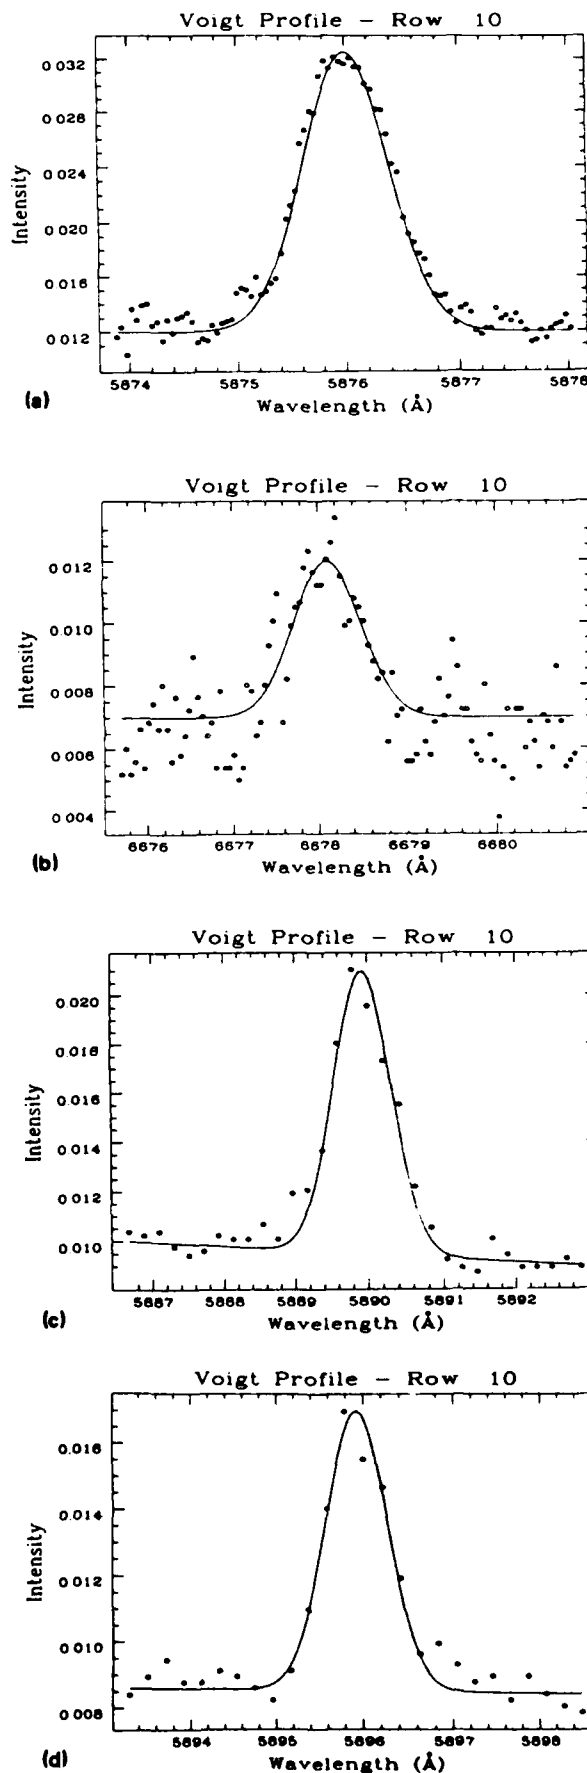 Voigt Profile - Row 10
0.032
0.028
0.024
0.020
0.016
0.012
Intensity
5874 5875 5876 5877 5878
Wavelength (Å)
(a)
Voigt Profile - Row 10
0.012
0.010
0.008
0.006
0.004
Intensity
6676 6677 6678 6679 6680
Wavelength (Å)
(b)
Voigt Profile - Row 10
0.020
0.018
0.016
0.014
0.012
0.010
Intensity
5887 5888 5889 5890 5891 5892
Wavelength (Å)
(c)
Voigt Profile - Row 10
0.016
0.014
0.012
0.010
0.008
Intensity
5894 5895 5896 5897 5898
Wavelength (Å)
(d)